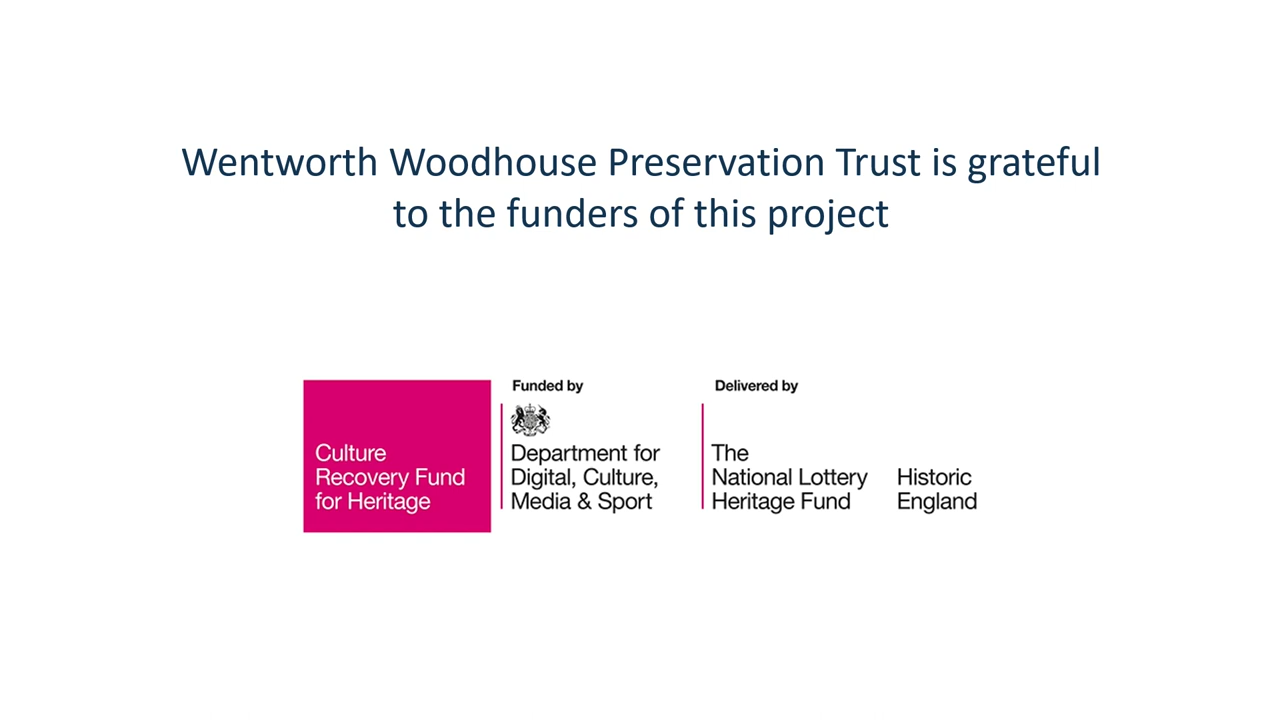 Wentworth Woodhouse Preservation Trust is grateful
to the funders of this project
Culture
Recovery Fund
for Heritage
Funded by
Department for
Digital, Culture,
Media & Sport
Delivered by
The
National Lottery
Heritage Fund
Historic
England